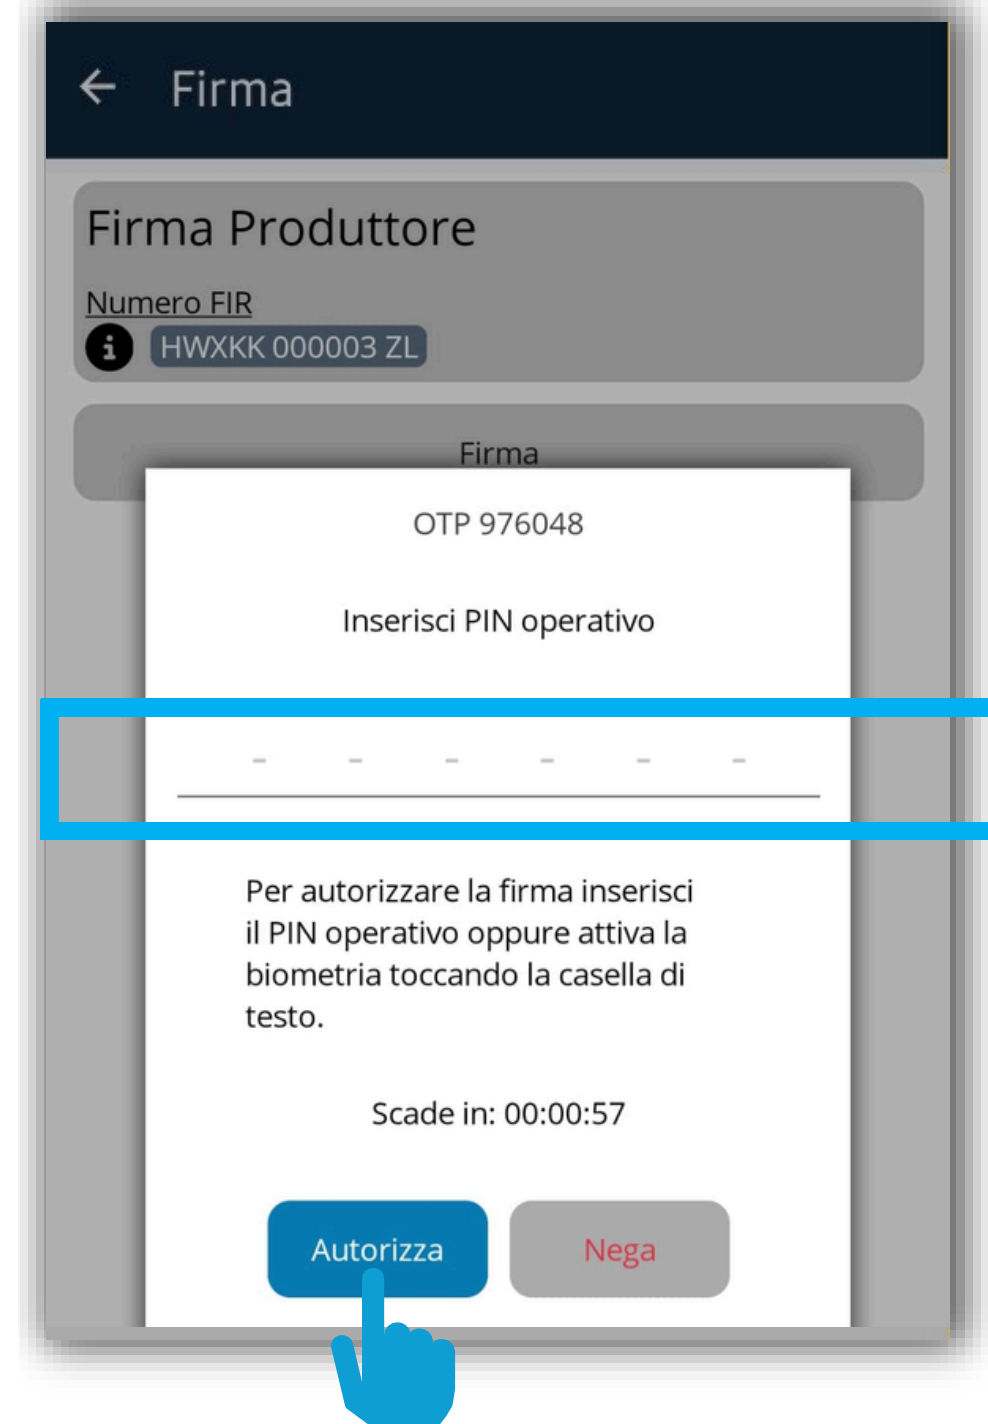 Firma
Firma Produttore
Numero FIR
HWXKK 000003 ZL
Firma
OTP 976048
Inserisci PIN operativo
- - - - - -
Per autorizzare la firma inserisci
il PIN operativo oppure attiva la
biometria toccando la casella di
testo.
Scade in: 00:00:57
Autorizza Nega